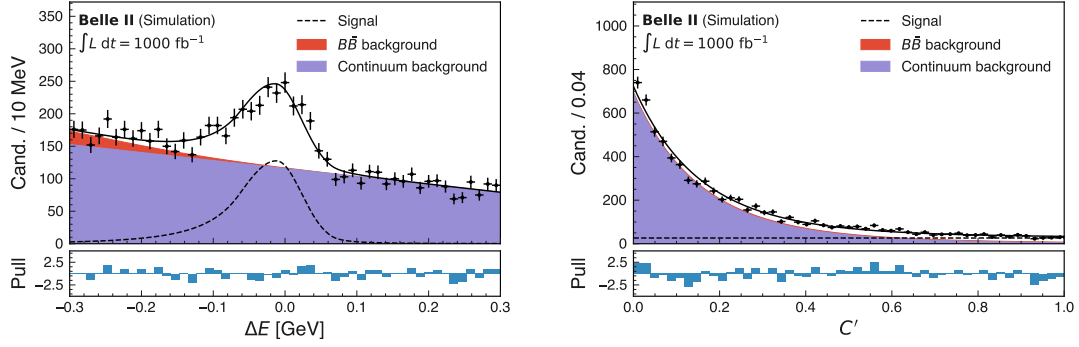 Belle II (Simulation)
∫L dt = 1000 fb⁻¹
Signal
BB̄ background
Continuum background
Cand. / 10 MeV
350
300
250
200
150
100
50
0
Pull
2.5
−2.5
−0.3 −0.2 −0.1 0.0 0.1 0.2 0.3
ΔE [GeV]
Belle II (Simulation)
∫L dt = 1000 fb⁻¹
Signal
BB̄ background
Continuum background
Cand. / 0.04
1000
800
600
400
200
0
Pull
2.5
−2.5
0.0 0.2 0.4 0.6 0.8 1.0
C′